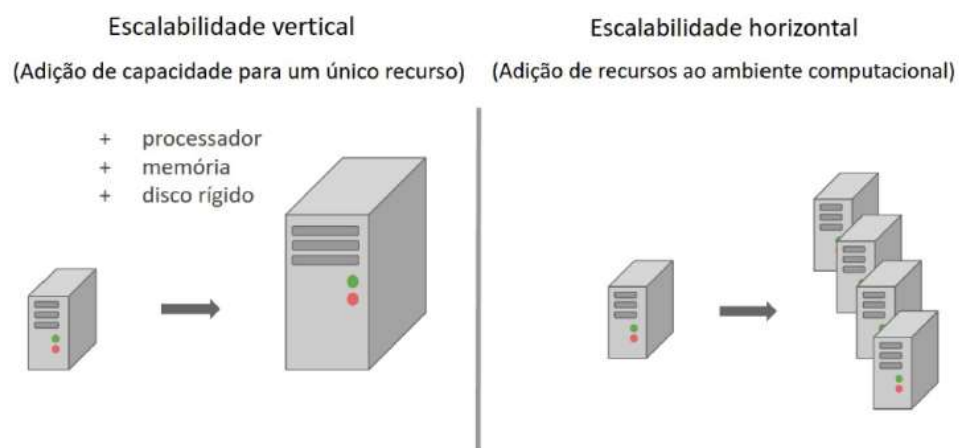 Escalabilidade vertical
(Adição de capacidade para um único recurso)
+ processador
+ memória
+ disco rígido
Escalabilidade horizontal
(Adição de recursos ao ambiente computacional)